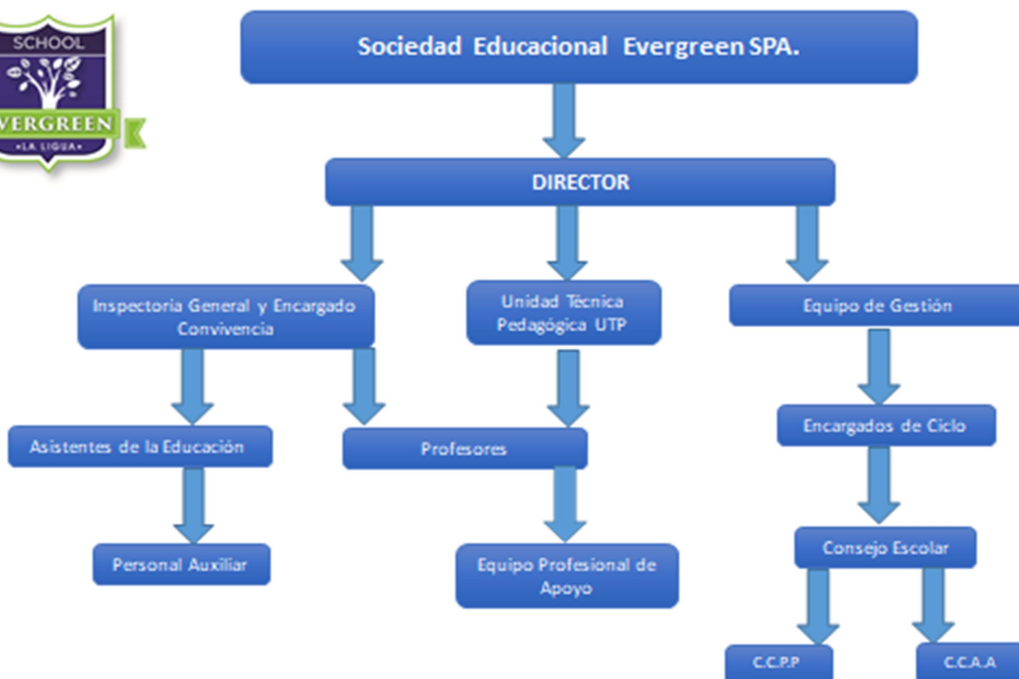 SCHOOL
VERGREEN
•LA LIGUA•
Sociedad Educacional Evergreen SPA.
DIRECTOR
Inspectoria General y Encargado
Convivencia
Unidad Técnica
Pedagógica UTP
Equipo de Gestión
Asistentes de la Educación
Profesores
Encargados de Ciclo
Personal Auxiliar
Equipo Profesional de
Apoyo
Consejo Escolar
C.C.P.P
C.C.A.A